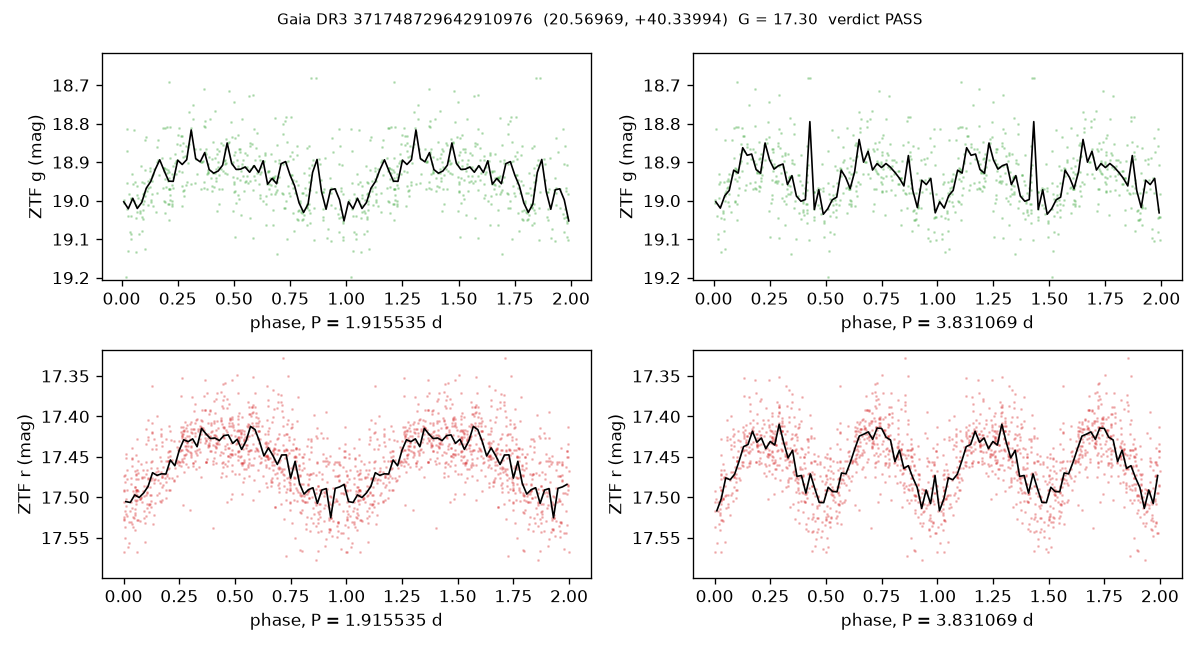 Gaia DR3 371748729642910976  (20.56969, +40.33994)  G = 17.30  verdict PASS
ZTF g (mag)
18.7
18.8
18.9
19.0
19.1
19.2
0.00 0.25 0.50 0.75 1.00 1.25 1.50 1.75 2.00
phase, P = 1.915535 d
ZTF g (mag)
18.7
18.8
18.9
19.0
19.1
19.2
0.00 0.25 0.50 0.75 1.00 1.25 1.50 1.75 2.00
phase, P = 3.831069 d
ZTF r (mag)
17.35
17.40
17.45
17.50
17.55
0.00 0.25 0.50 0.75 1.00 1.25 1.50 1.75 2.00
phase, P = 1.915535 d
ZTF r (mag)
17.35
17.40
17.45
17.50
17.55
0.00 0.25 0.50 0.75 1.00 1.25 1.50 1.75 2.00
phase, P = 3.831069 d